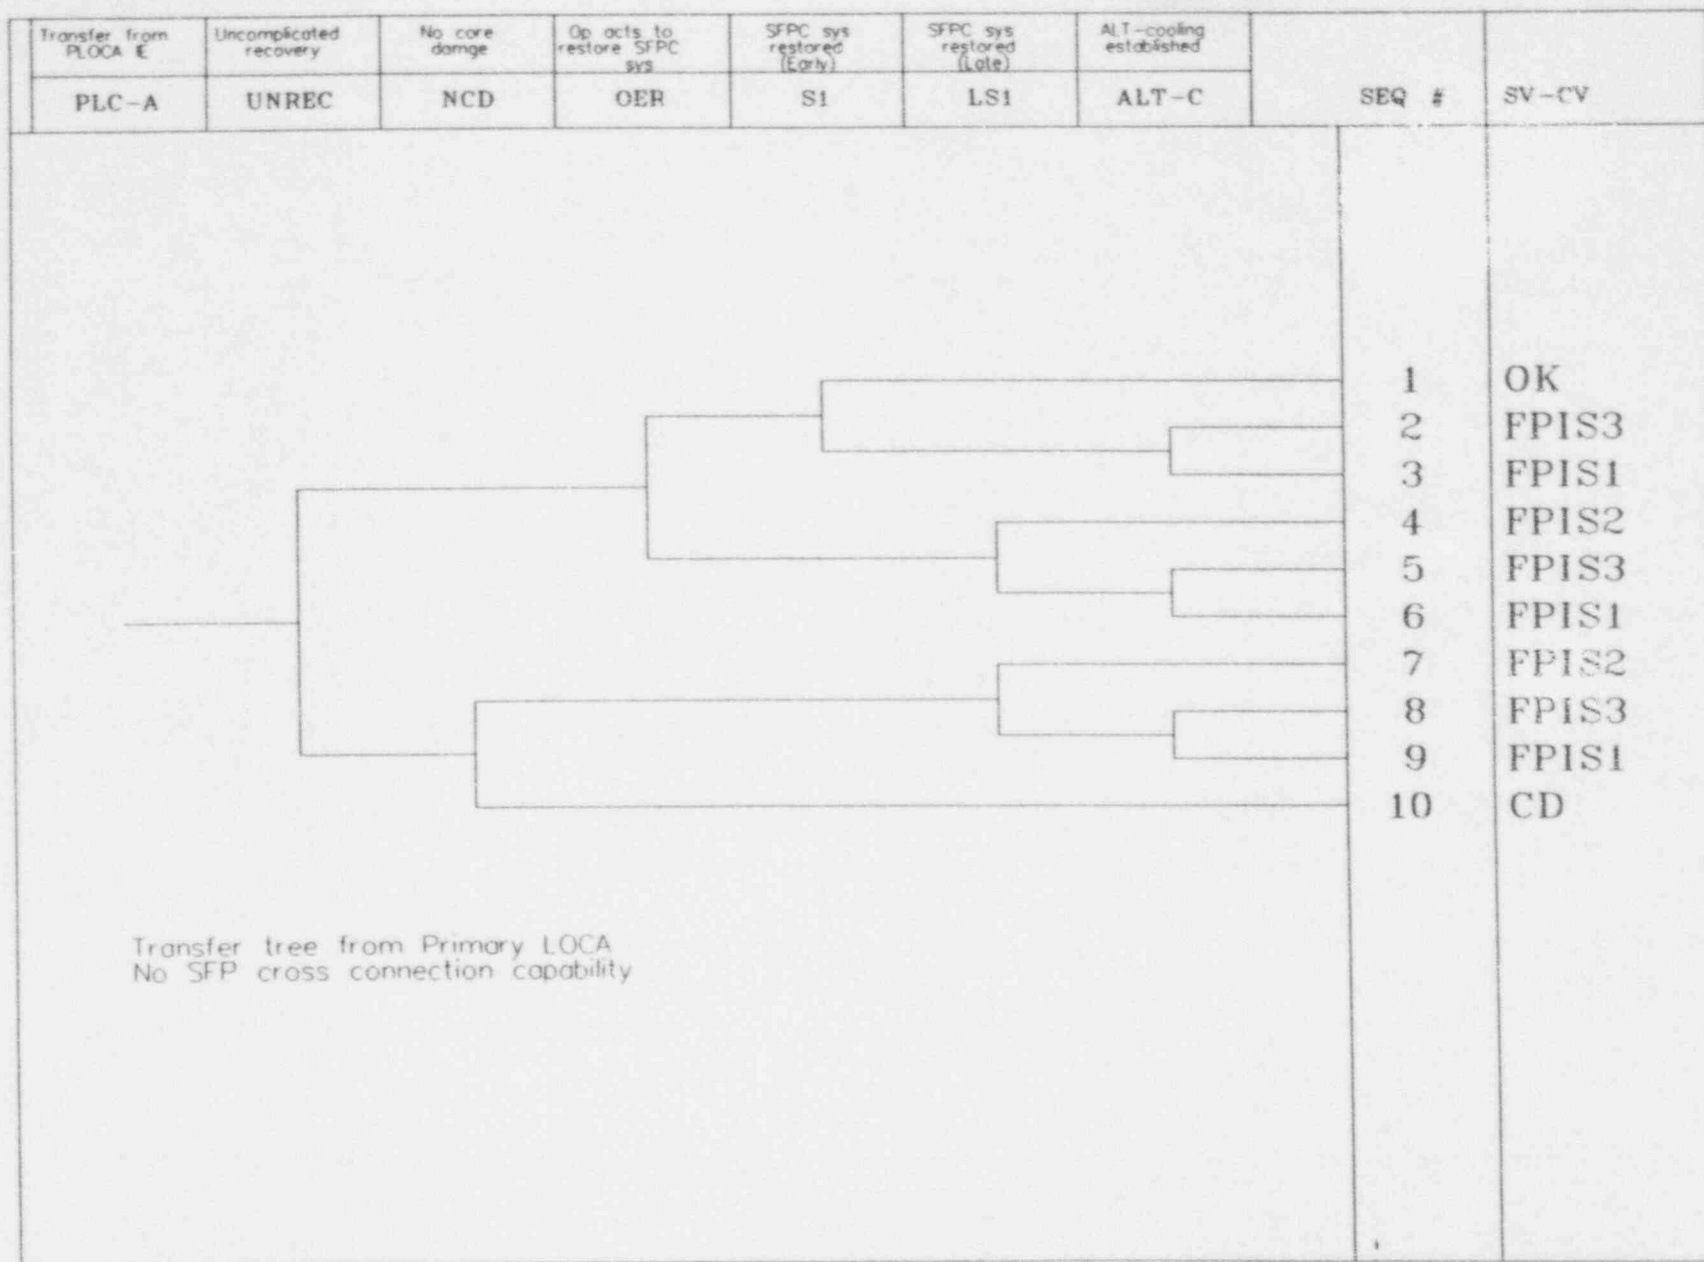 Transfer from PLOCA E
Uncomplicated recovery
No core damge
Op acts to restore SFPC sys
SFPC sys restored (Early)
SFPC sys restored (Late)
ALT-cooling established
PLC-A UNREC NCD OER S1 LS1 ALT-C SEQ # SV-CV
1 OK
2 FPIS3
3 FPIS1
4 FPIS2
5 FPIS3
6 FPIS1
7 FPIS2
8 FPIS3
9 FPIS1
10 CD
Transfer tree from Primary LOCA
No SFP cross connection capability